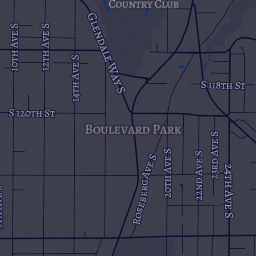 Country Club
10th Ave S
12th Ave S
14th Ave S
Glendale Way S
S 118th St
S 120th St
Boulevard Park
Roseberg Ave S
20th Ave S
22nd Ave S
23rd Ave S
24th Ave S